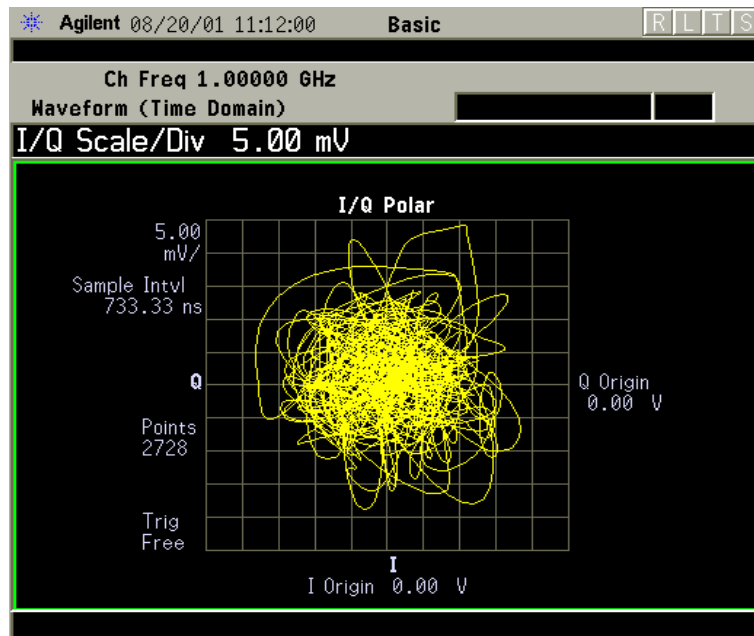 Agilent 08/20/01 11:12:00 Basic R L T S
Ch Freq 1.00000 GHz
Waveform (Time Domain)
I/Q Scale/Div 5.00 mV
I/Q Polar
5.00
mV/
Sample Intvl
733.33 ns
Q
Q Origin
0.00 V
Points
2728
Trig
Free
I
I Origin 0.00 V